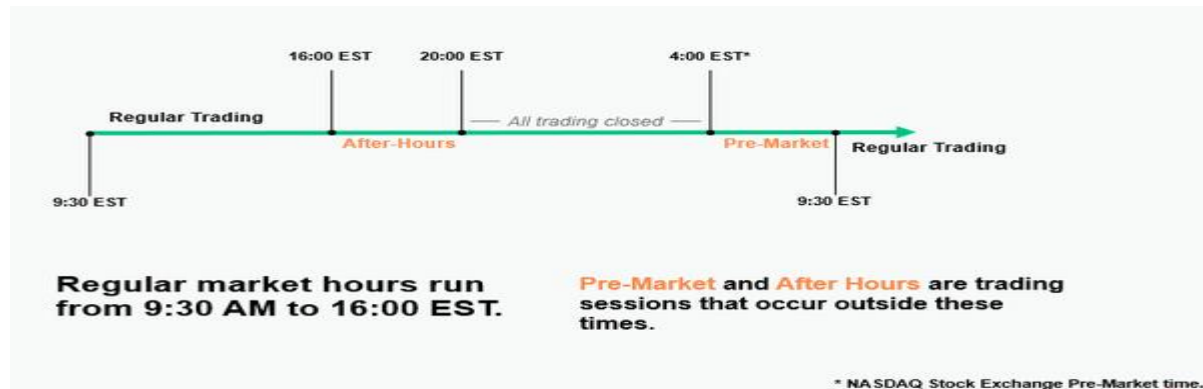 16:00 EST 20:00 EST 4:00 EST*
Regular Trading
All trading closed
After-Hours
Pre-Market
Regular Trading
9:30 EST
9:30 EST
Regular market hours run
from 9:30 AM to 16:00 EST.
Pre-Market and After Hours are trading
sessions that occur outside these
times.
* NASDAQ Stock Exchange Pre-Market time.